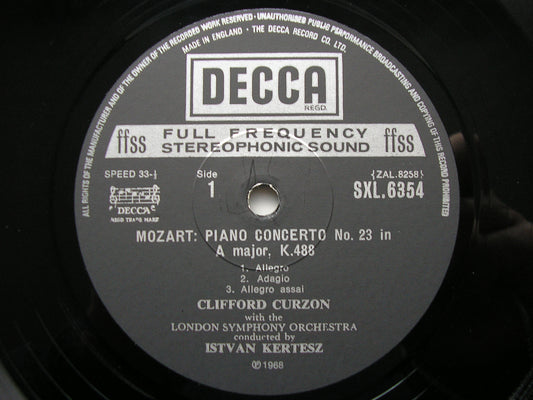 ALL RIGHTS OF THE MANUFACTURER AND OF THE OWNER OF THE RECORDED WORK RESERVED · UNAUTHORISED PUBLIC PERFORMANCE BROADCASTING AND COPYING OF THIS RECORD PROHIBITED
MADE IN ENGLAND · THE DECCA RECORD CO. LTD.
DECCA
REGD.
ffss FULL FREQUENCY ffss
STEREOPHONIC SOUND
SPEED 33-⅓ Side (ZAL.8258)
1 SXL.6354
DECCA
REGD TRADE MARK
MOZART: PIANO CONCERTO No. 23 in
A major, K.488
1. Allegro
2. Adagio
3. Allegro assai
CLIFFORD CURZON
with the
LONDON SYMPHONY ORCHESTRA
conducted by
ISTVAN KERTESZ
℗ 1968